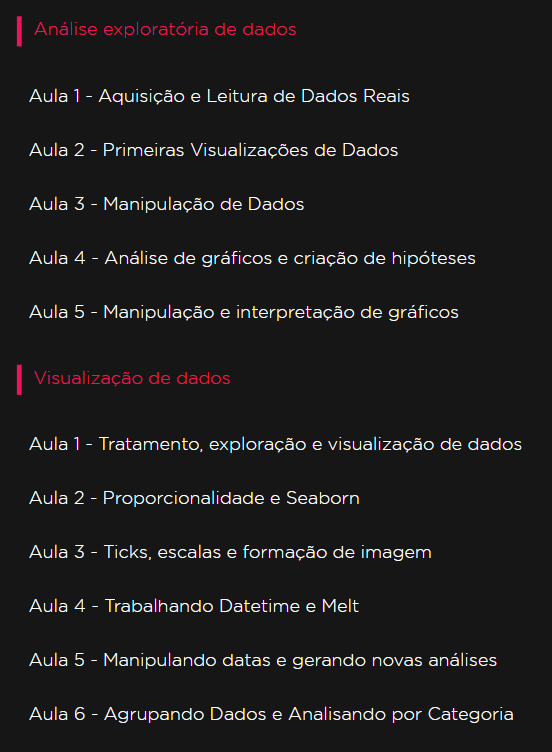 Análise exploratória de dados
Aula 1 - Aquisição e Leitura de Dados Reais
Aula 2 - Primeiras Visualizações de Dados
Aula 3 - Manipulação de Dados
Aula 4 - Análise de gráficos e criação de hipóteses
Aula 5 - Manipulação e interpretação de gráficos
Visualização de dados
Aula 1 - Tratamento, exploração e visualização de dados
Aula 2 - Proporcionalidade e Seaborn
Aula 3 - Ticks, escalas e formação de imagem
Aula 4 - Trabalhando Datetime e Melt
Aula 5 - Manipulando datas e gerando novas análises
Aula 6 - Agrupando Dados e Analisando por Categoria